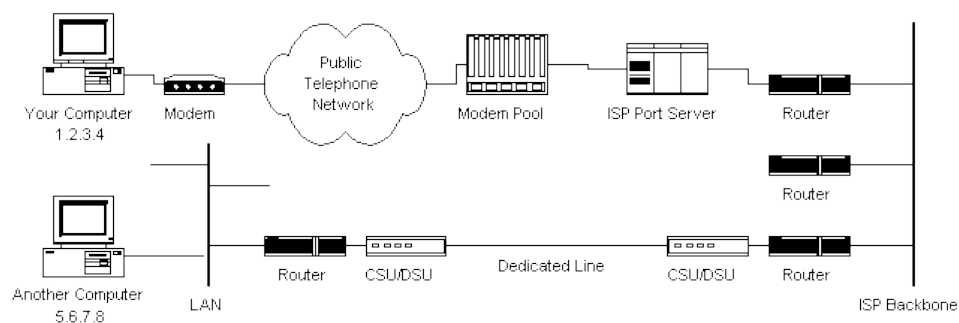 Public
Telephone
Network
Your Computer
1.2.3.4
Modem
Modem Pool
ISP Port Server
Router
Router
Another Computer
5.6.7.8
LAN
Router
CSU/DSU
Dedicated Line
CSU/DSU
Router
ISP Backbone